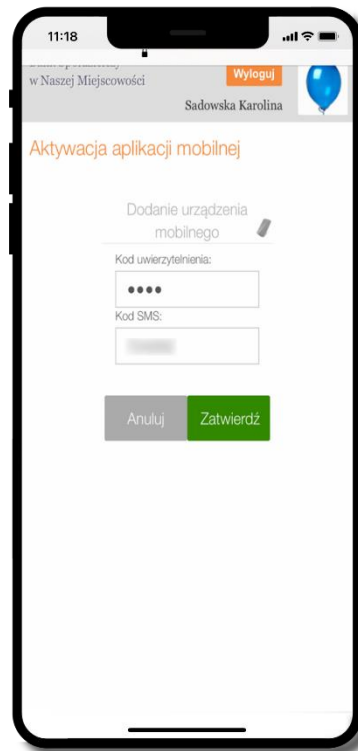 11:18
w Naszej Miejscowości
Wyloguj
Sadowska Karolina
Aktywacja aplikacji mobilnej
Dodanie urządzenia
mobilnego
Kod uwierzytelnienia:
••••
Kod SMS:
Anuluj
Zatwierdź